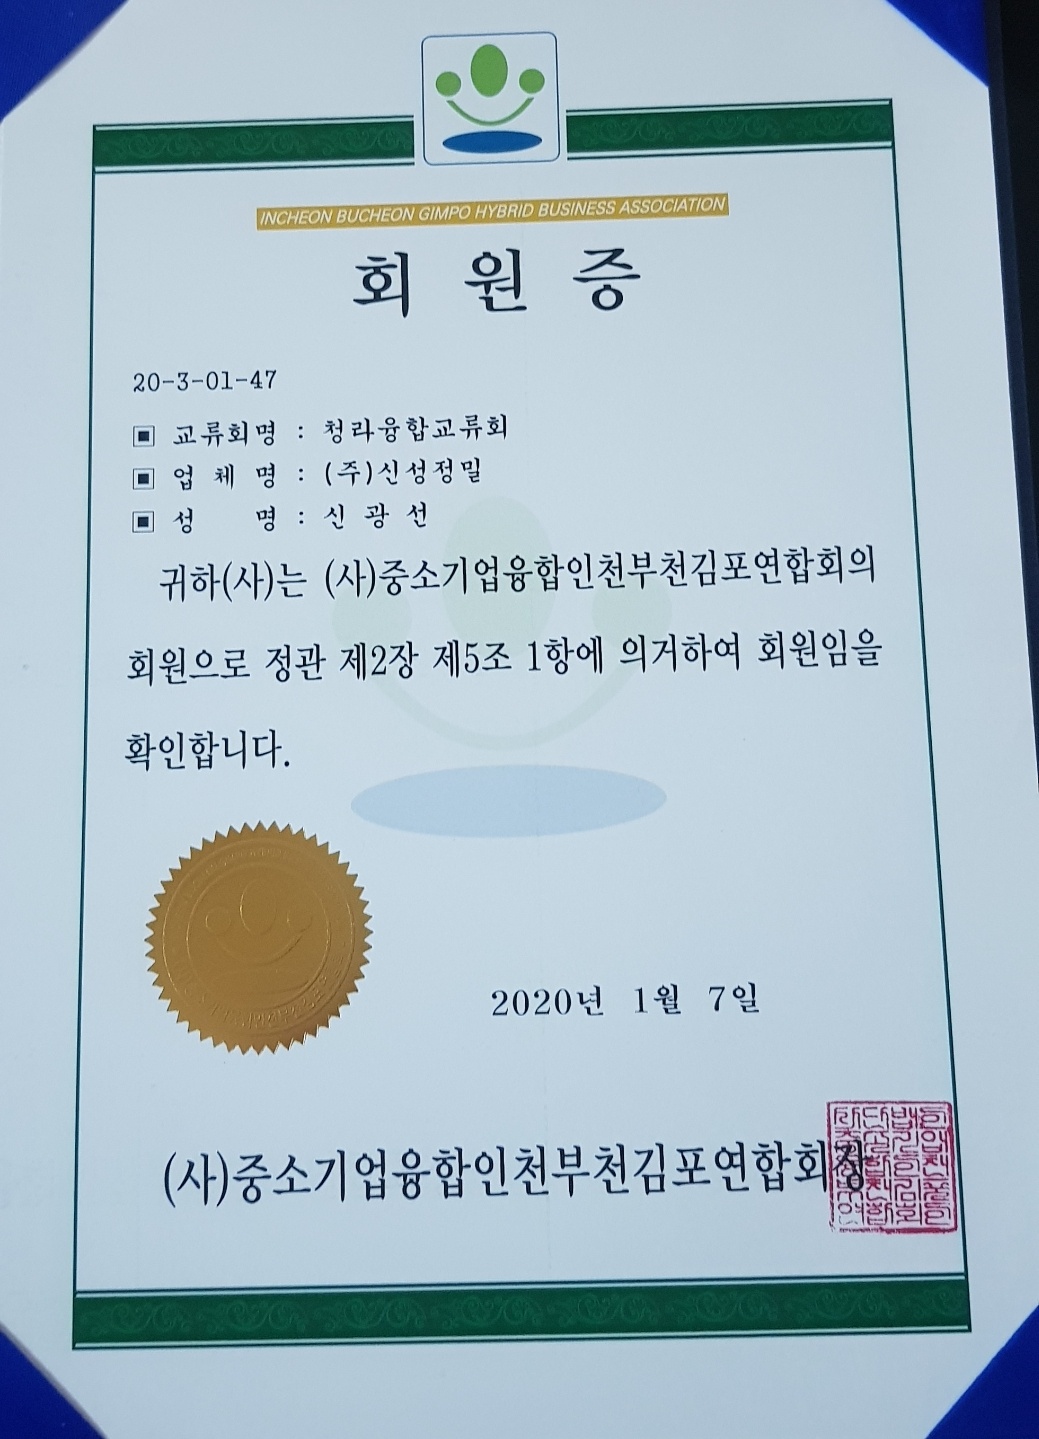 INCHEON BUCHEON GIMPO HYBRID BUSINESS ASSOCIATION
회 원 증
20-3-01-47
▣ 교류회명 : 청라융합교류회
▣ 업 체 명 : (주)신성정밀
▣ 성 명 : 신 광 선
귀하(사)는 (사)중소기업융합인천부천김포연합회의
회원으로 정관 제2장 제5조 1항에 의거하여 회원임을
확인합니다.
2020년 1월 7일
(사)중소기업융합인천부천김포연합회장